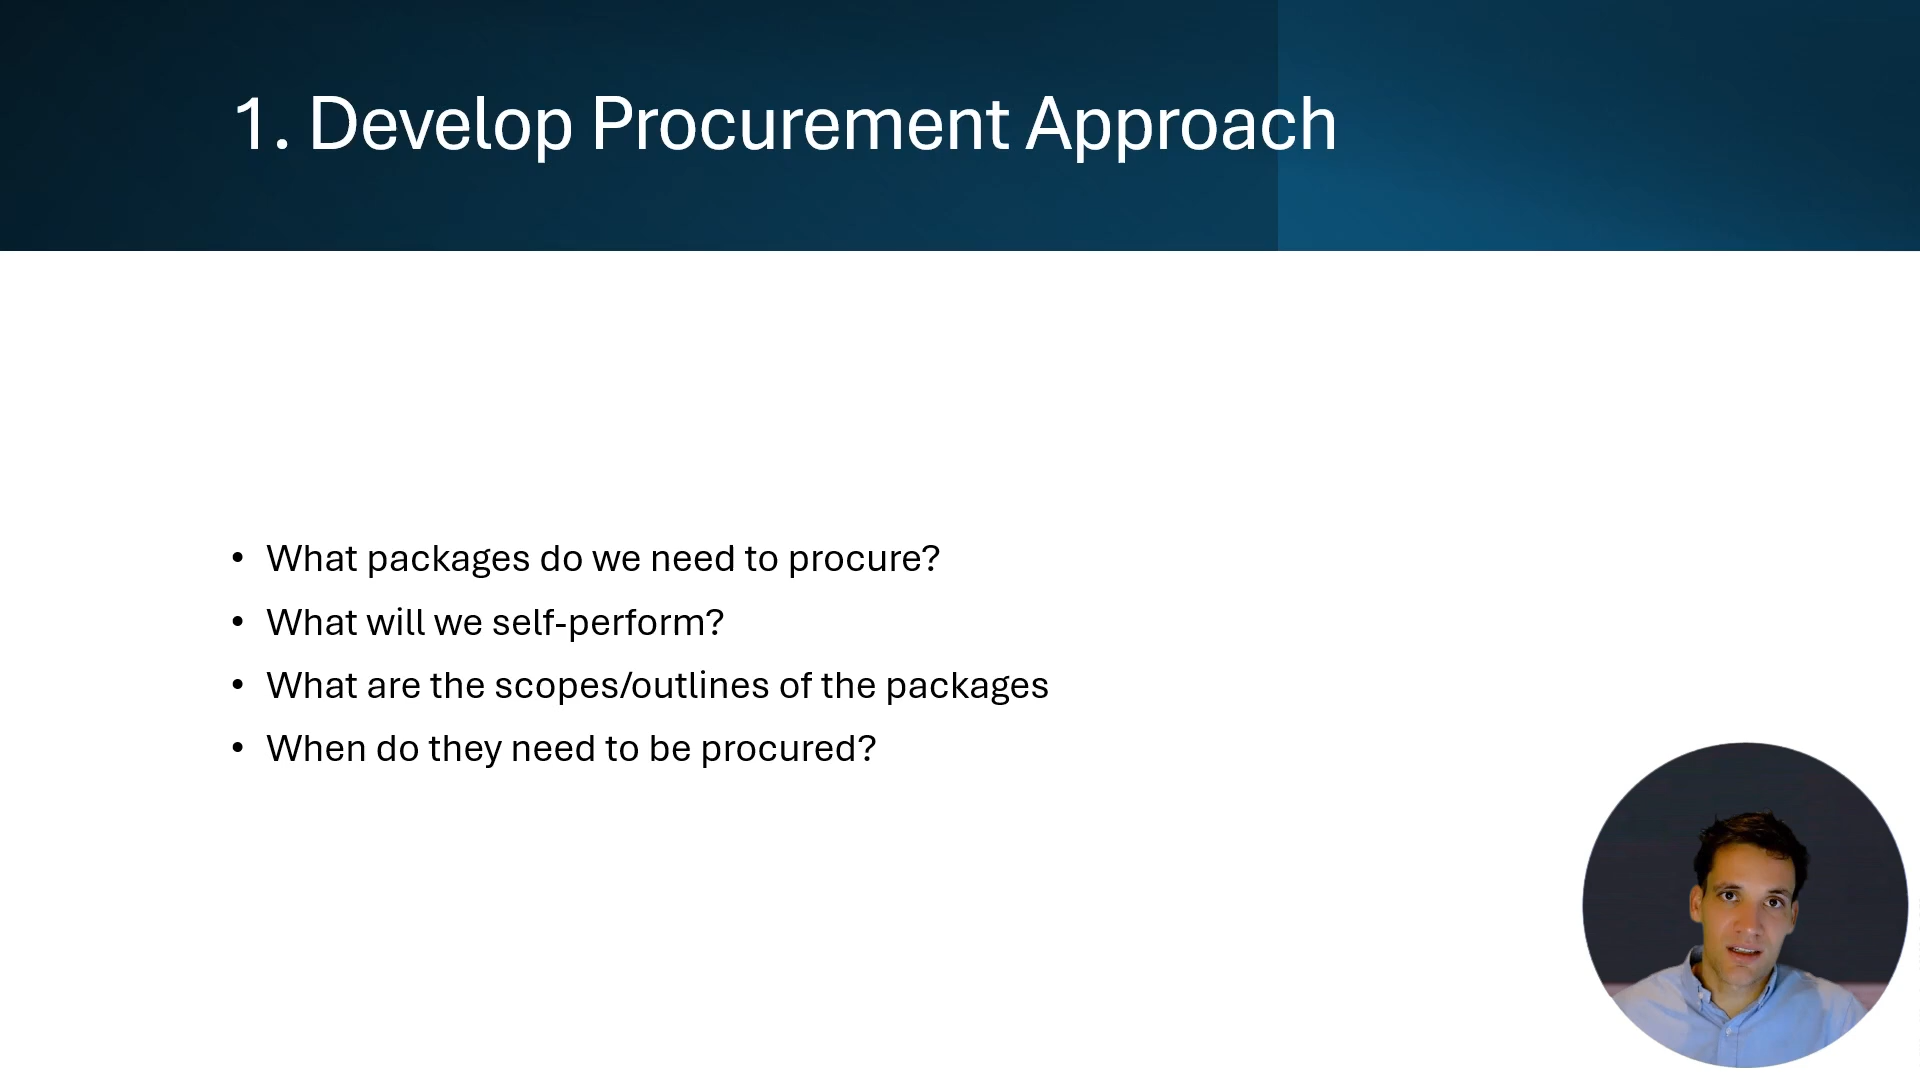 1. Develop Procurement Approach
• What packages do we need to procure?
• What will we self-perform?
• What are the scopes/outlines of the packages
• When do they need to be procured?